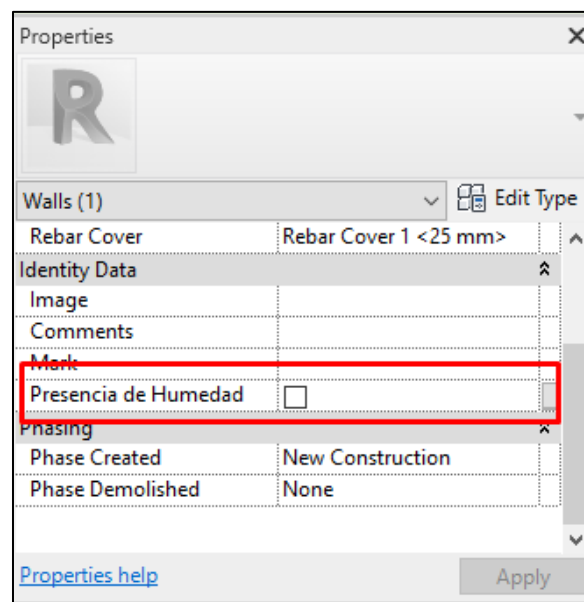 Properties
R
Walls (1) Edit Type
Rebar Cover Rebar Cover 1 <25 mm>
Identity Data
Image
Comments
Mark
Presencia de Humedad
Phasing
Phase Created New Construction
Phase Demolished None
Properties help Apply